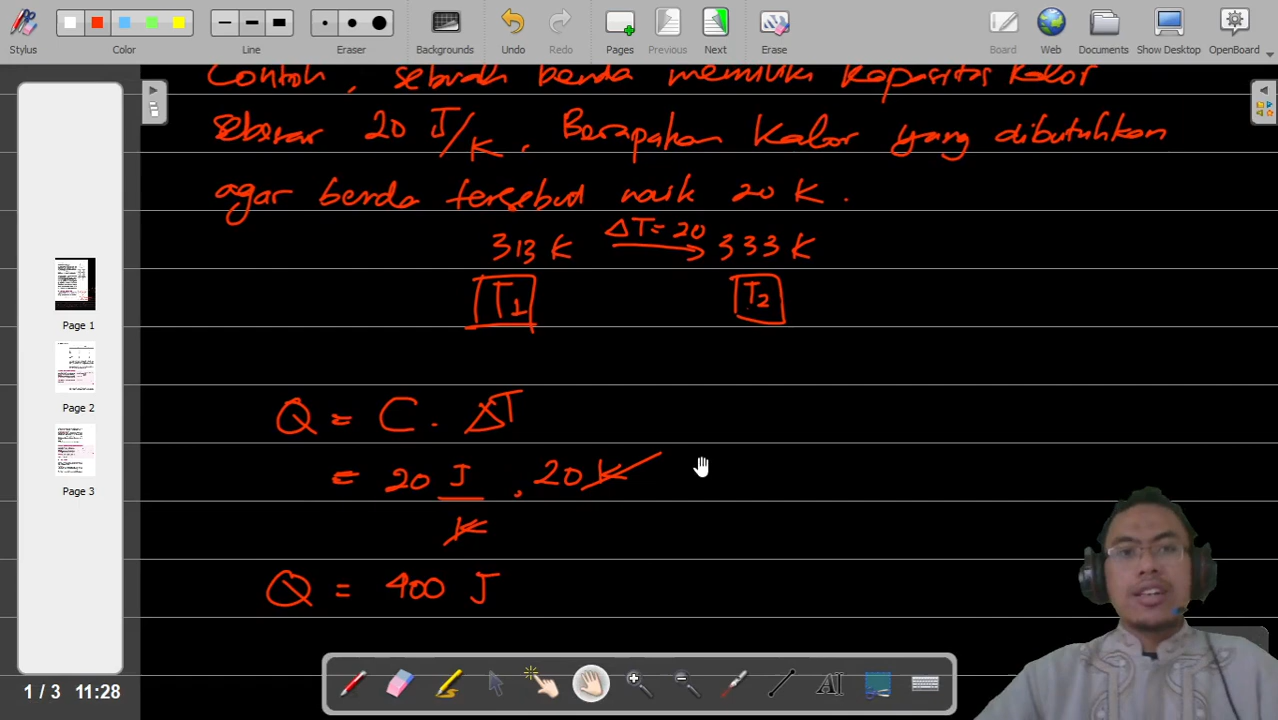 Stylus
Color
Line
Eraser
Backgrounds
Undo
Redo
Pages
Previous
Next
Erase
Board
Web
Documents
Show Desktop
OpenBoard
Contoh, sebuah benda memiliki kapasitas kalor
sebesar 20 J/K. Berapakah kalor yang dibutuhkan
agar benda tersebut naik 20 K.
313 K ΔT=20 333 K
T1 T2
Q = C . ΔT
= 20 J/K . 20 K
Q = 400 J
Page 1
Page 2
Page 3
1 / 3 11:28
AI